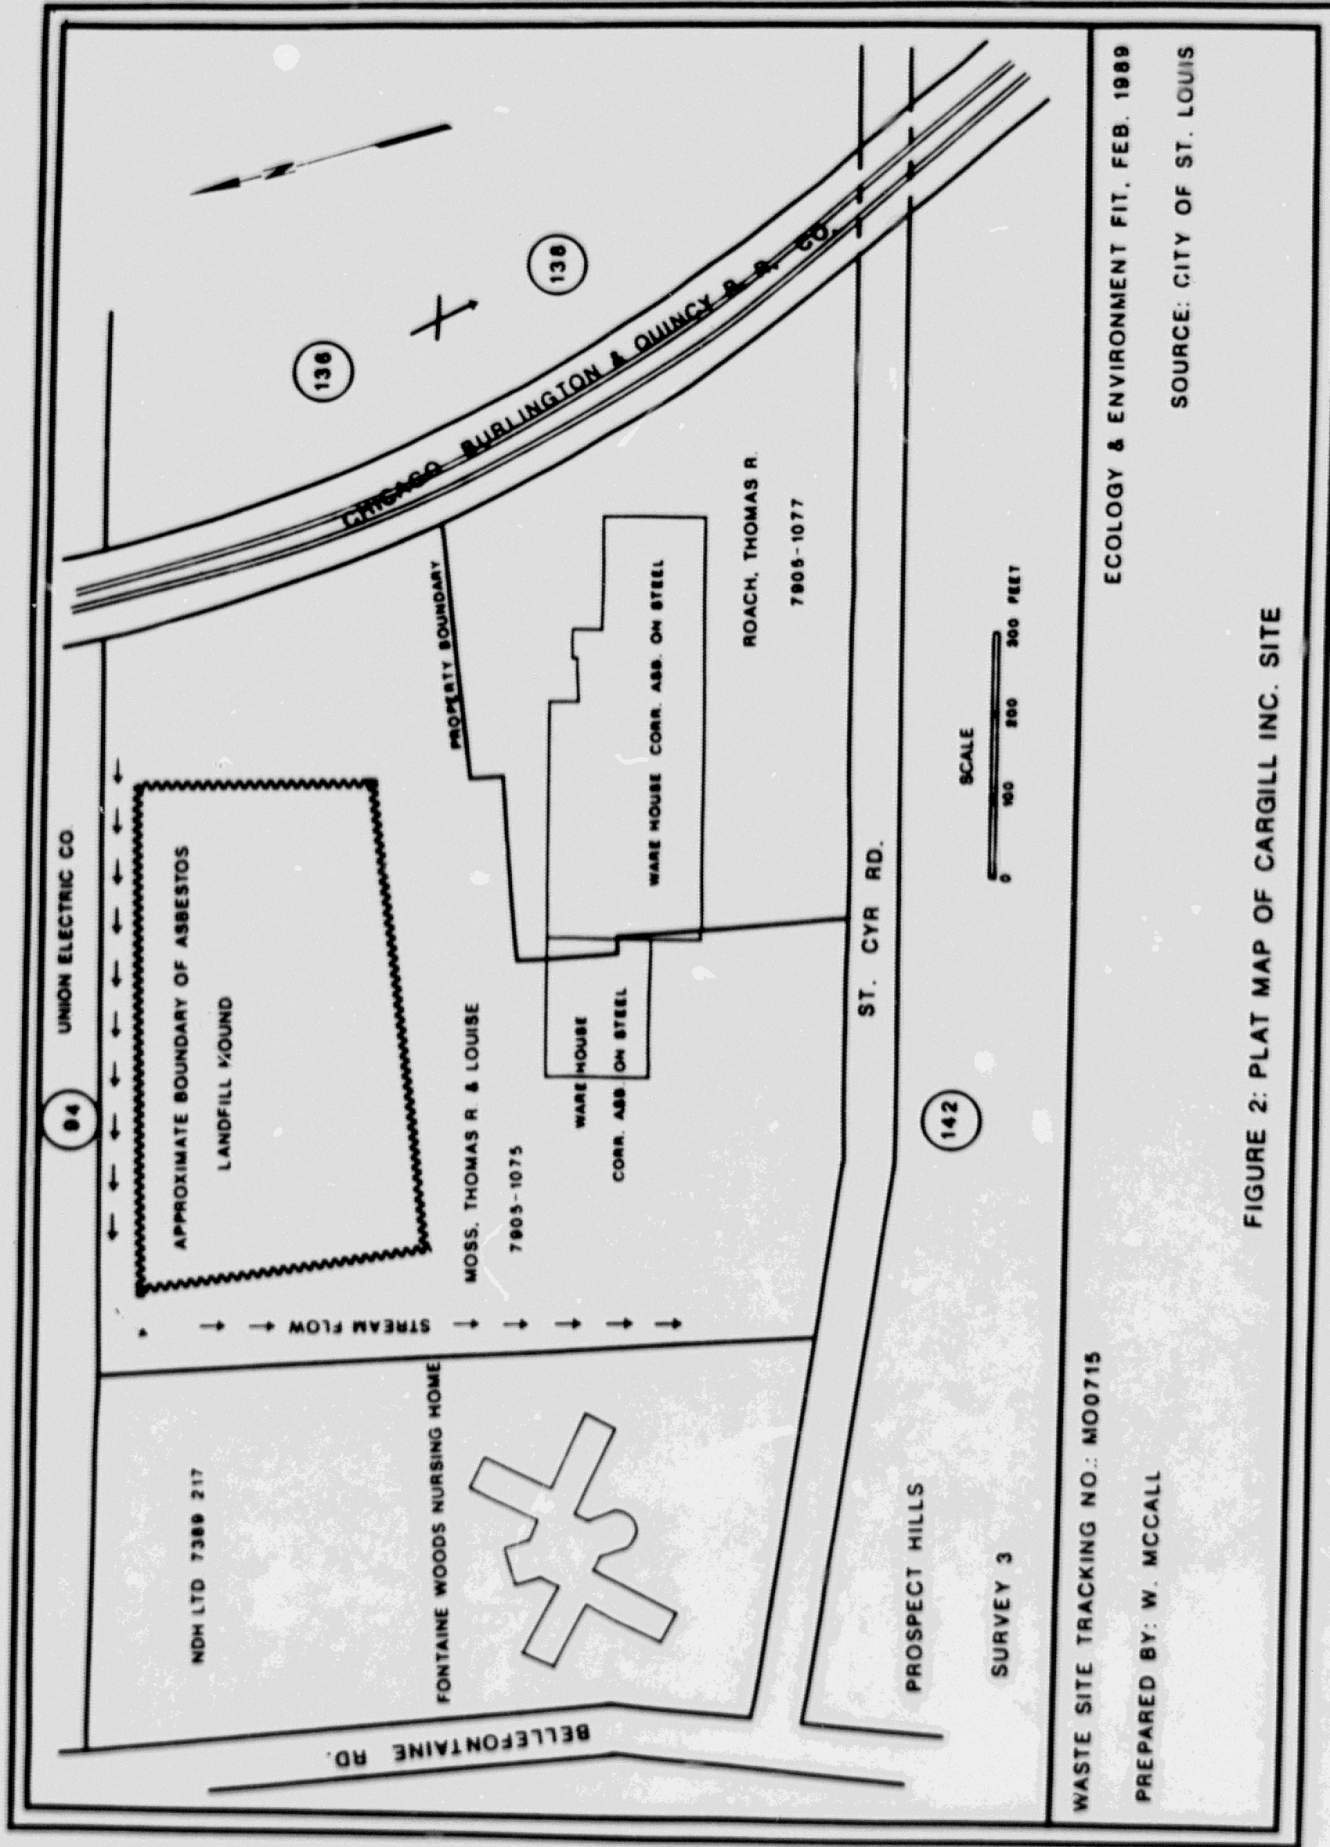 UNION ELECTRIC CO.
94
APPROXIMATE BOUNDARY OF ASBESTOS
LANDFILL MOUND
136
N
138
CHICAGO BURLINGTON & QUINCY R. R. CO.
NDH LTD 7389 217
STREAM FLOW
FONTAINE WOODS NURSING HOME
BELLEFONTAINE RD.
MOSS, THOMAS R. & LOUISE
7905-1075
PROPERTY BOUNDARY
WARE HOUSE
CORR. ABB. ON STEEL
WARE HOUSE CORR. ABB. ON STEEL
ROACH, THOMAS R.
7905-1077
ST. CYR RD.
PROSPECT HILLS
SURVEY 3
142
SCALE
0 100 200 300 FEET
WASTE SITE TRACKING NO.: MO0715
PREPARED BY: W. MCCALL
ECOLOGY & ENVIRONMENT FIT, FEB. 1989
SOURCE: CITY OF ST. LOUIS
FIGURE 2: PLAT MAP OF CARGILL INC. SITE